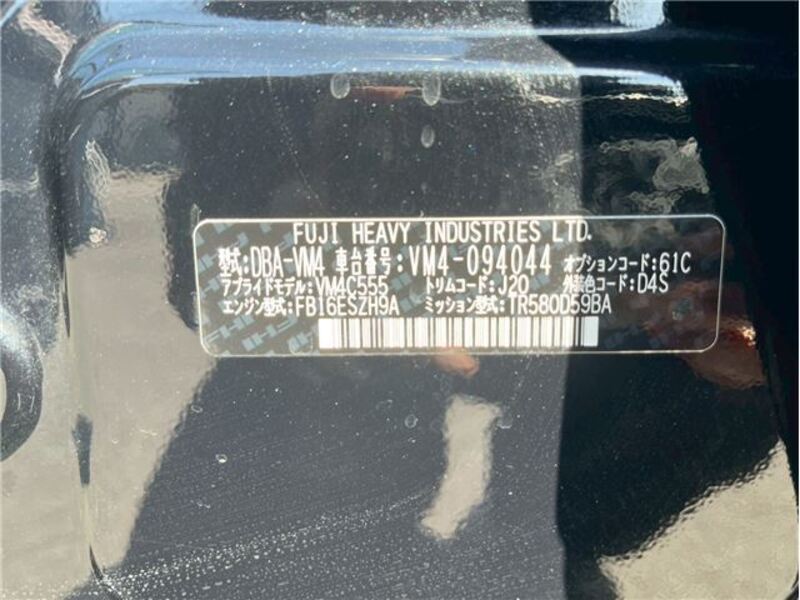 FUJI HEAVY INDUSTRIES LTD.
型式:DBA-VM4 車台番号:VM4-094044 オプションコード:61C
アプライドモデル:VM4C555 トリムコード:J20 外装色コード:D4S
エンジン型式:FB16ESZH9A ミッション型式:TR580D59BA
FHI FHI